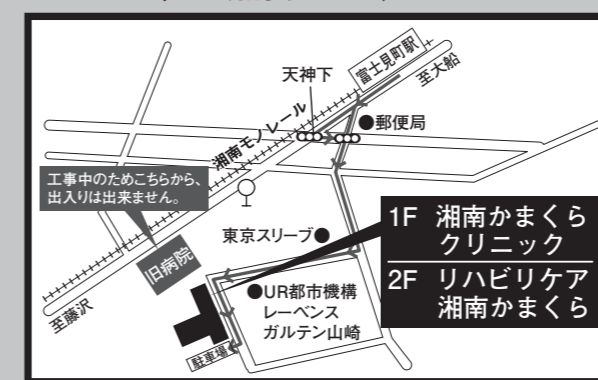 富士見町駅
至大船
天神下
郵便局
湘南モノレール
工事中のためこちらから、
出入りは出来ません。
旧病院
東京スリーブ
1F 湘南かまくら
クリニック
2F リハビリケア
湘南かまくら
UR都市機構
レーベンス
ガルテン山崎
至藤沢
駐車場